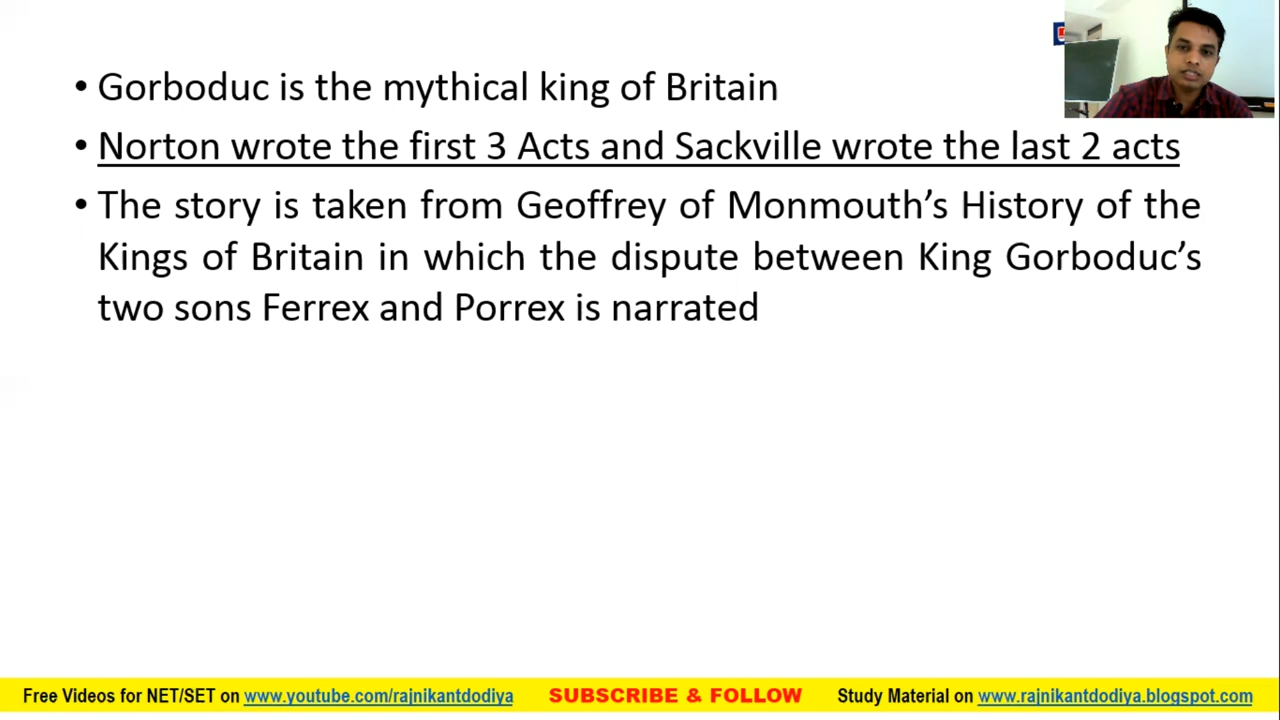 • Gorboduc is the mythical king of Britain
• Norton wrote the first 3 Acts and Sackville wrote the last 2 acts
• The story is taken from Geoffrey of Monmouth’s History of the
Kings of Britain in which the dispute between King Gorboduc’s
two sons Ferrex and Porrex is narrated
Free Videos for NET/SET on www.youtube.com/rajnikantdodiya SUBSCRIBE & FOLLOW Study Material on www.rajnikantdodiya.blogspot.com